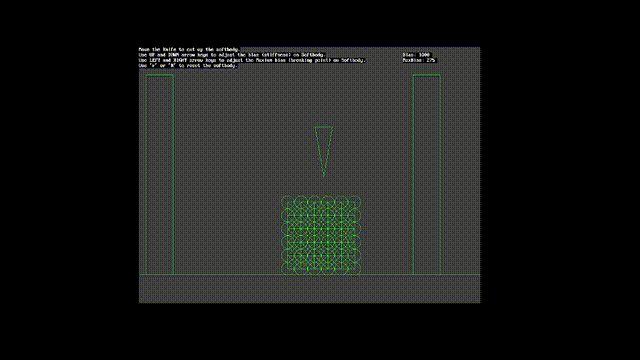 Move the Knife to cut up the softbody.
Use UP and DOWN arrow keys to adjust the bias (stiffness) on Softbody. Bias: 1000
Use LEFT and RIGHT arrow keys to adjust the Maxium bias (breaking point) on Softbody. MaxBias: 275
Use 'r' or 'R' to reset the softbody.